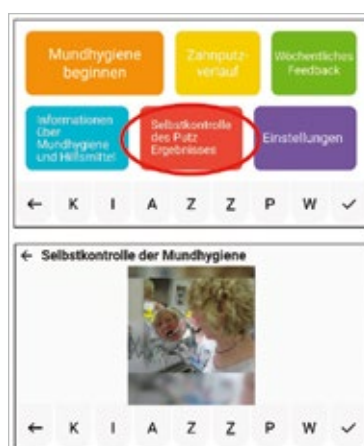 Mundhygiene
beginnen
Zahnputz-
verlauf
Wöchentliches
Feedback
Informationen
über
Mundhygiene
und Hilfsmittel
Selbstkontrolle
des Putz
Ergebnisses
Einstellungen
← K I A Z Z P W ✓
← Selbstkontrolle der Mundhygiene
← K I A Z Z P W ✓